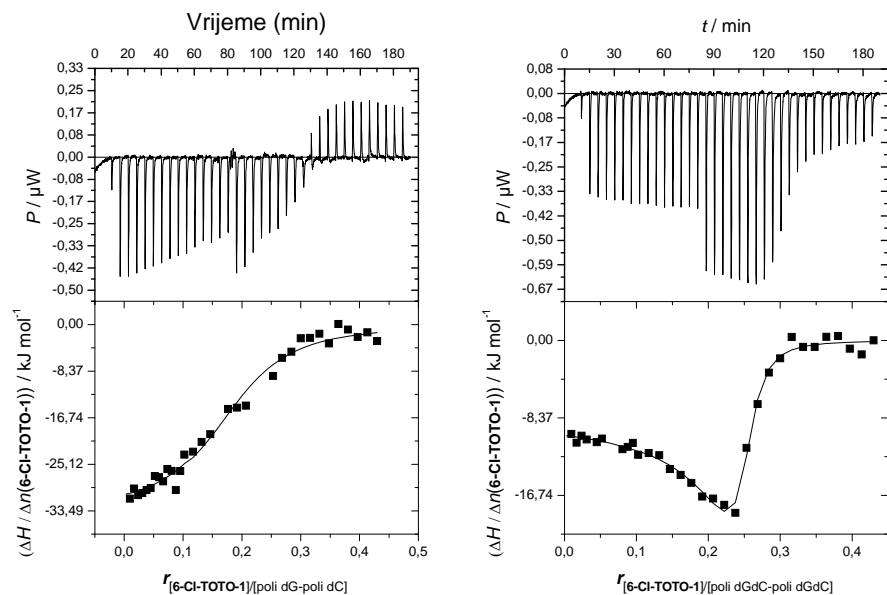 Vrijeme (min)
0 20 40 60 80 100 120 140 160 180
0,33
0,25
0,17
0,08
0,00
-0,08
-0,17
-0,25
-0,33
-0,42
-0,50
P / µW
0,00
-8,37
-16,74
-25,12
-33,49
(ΔH / Δn(6-Cl-TOTO-1)) / kJ mol⁻¹
0,0 0,1 0,2 0,3 0,4 0,5
r[6-Cl-TOTO-1]/[poli dG-poli dC]
t / min
0 30 60 90 120 150 180
0,08
0,00
-0,08
-0,17
-0,25
-0,33
-0,42
-0,50
-0,59
-0,67
P / µW
0,00
-8,37
-16,74
(ΔH / Δn(6-Cl-TOTO-1)) / kJ mol⁻¹
0,0 0,1 0,2 0,3 0,4
r[6-Cl-TOTO-1]/[poli dGdC-poli dGdC]